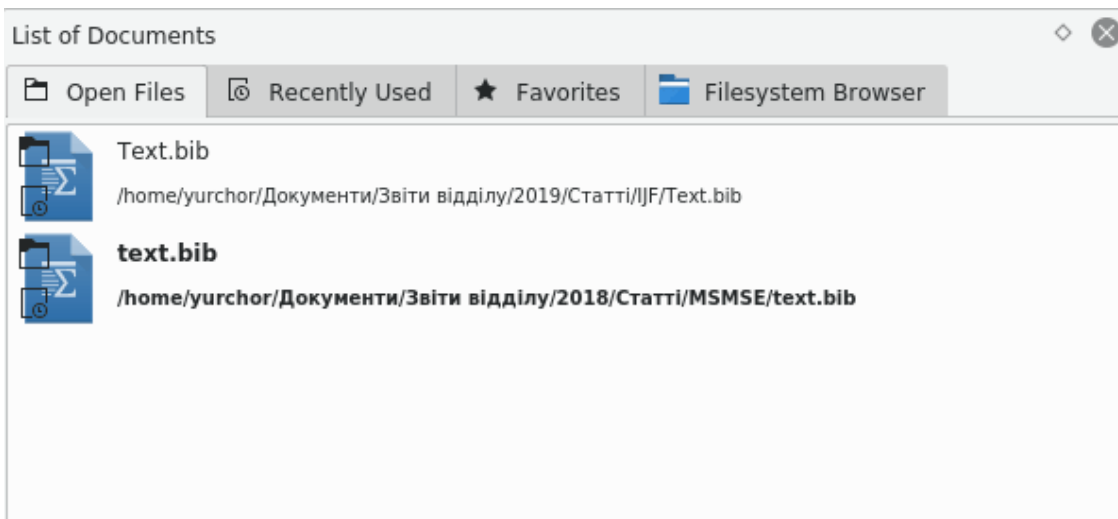 List of Documents
Open Files Recently Used Favorites Filesystem Browser
Text.bib
/home/yurchor/Документи/Звіти відділу/2019/Статті/IJF/Text.bib
text.bib
/home/yurchor/Документи/Звіти відділу/2018/Статті/MSMSE/text.bib